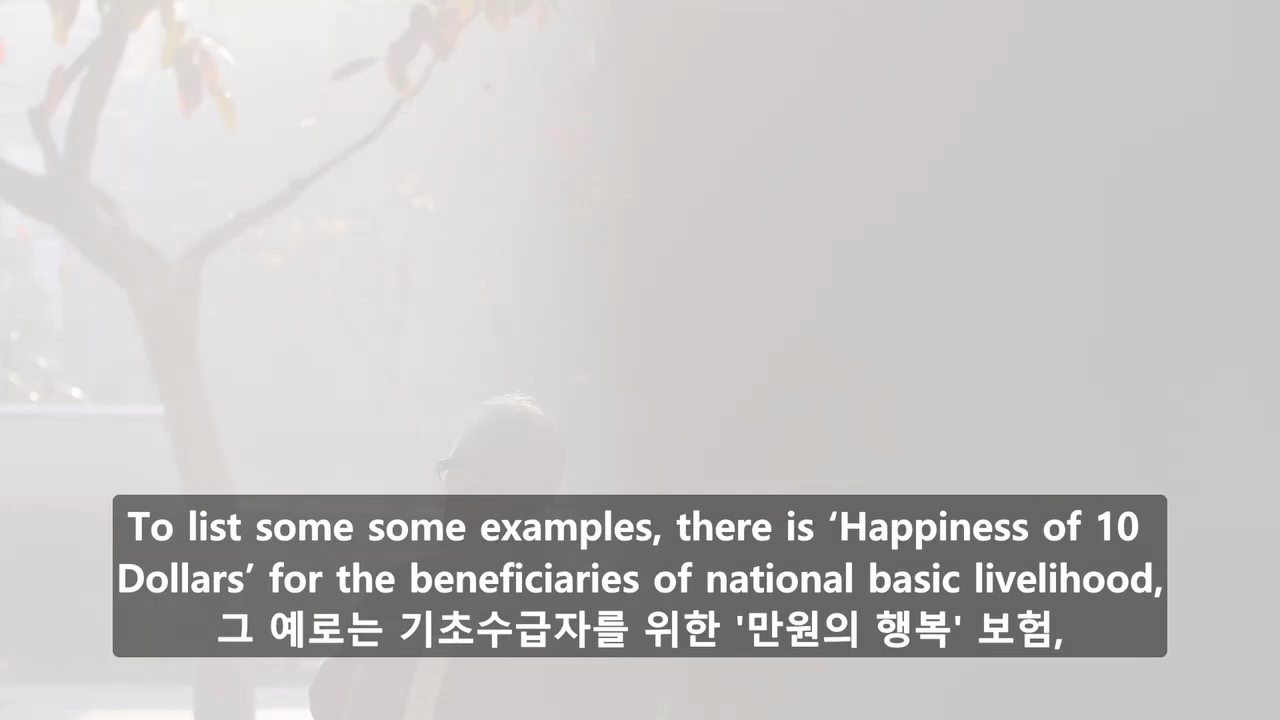 To list some some examples, there is ‘Happiness of 10
Dollars’ for the beneficiaries of national basic livelihood,
그 예로는 기초수급자를 위한 '만원의 행복' 보험,